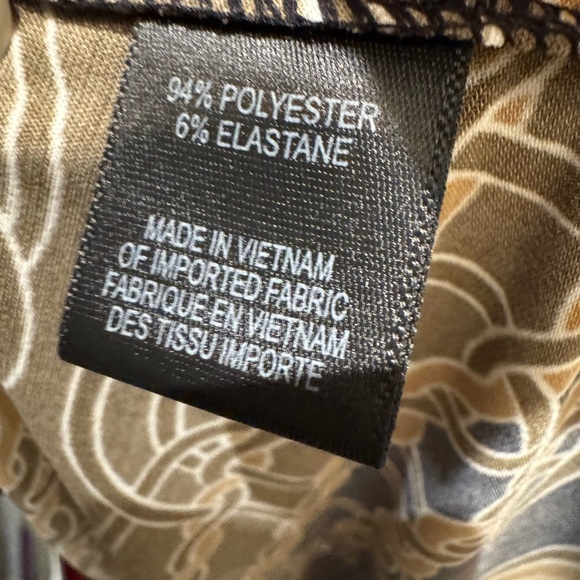 94% POLYESTER
6% ELASTANE
MADE IN VIETNAM
OF IMPORTED FABRIC
FABRIQUE EN VIETNAM
DES TISSU IMPORTE